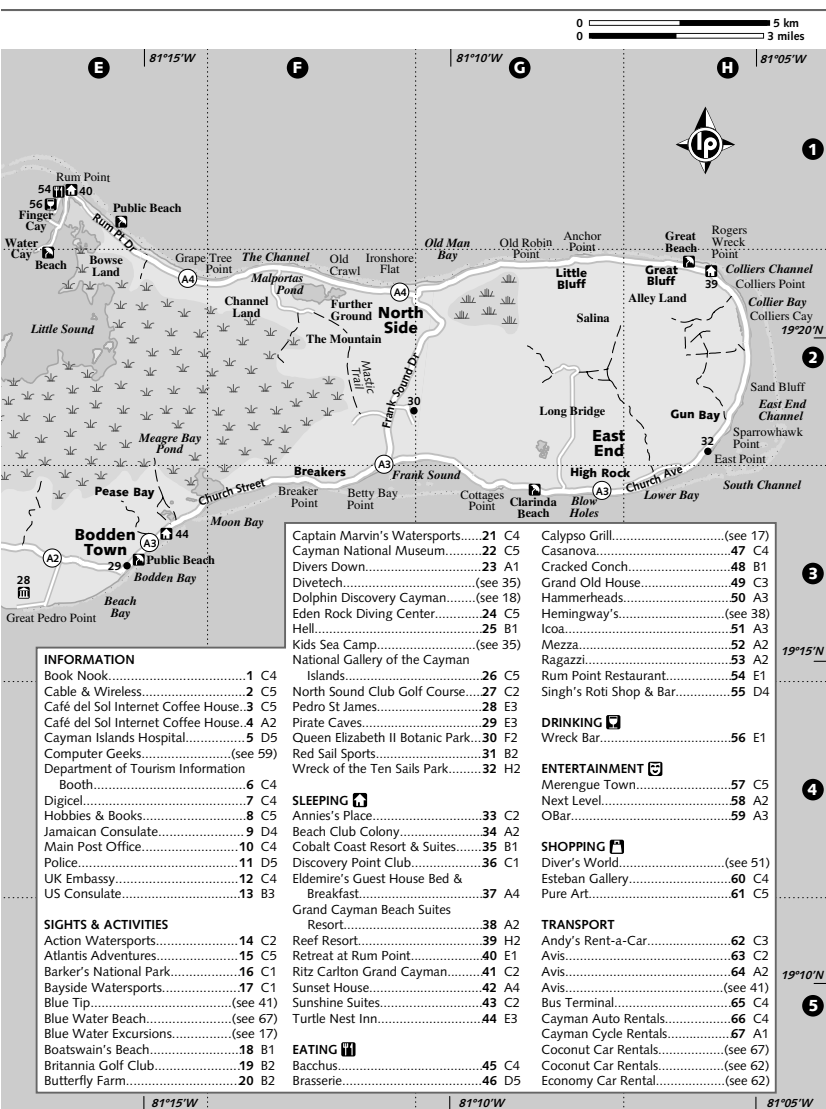 0 5 km
0 3 miles
81°15'W 81°10'W 81°05'W
E F G H
1
Rum Point
54 40
56
Finger
Cay
Public Beach
Rum Pt Dr
Water
Cay
Beach
Bowse
Land
A4
Grape Tree
Point
The Channel
Malportas
Pond
Old
Crawl
Ironshore
Flat
Old Man
Bay
Old Robin
Point
Anchor
Point
Great
Beach
Rogers
Wreck
Point
Little
Bluff
Great
Bluff
39
Colliers Channel
Colliers Point
Alley Land
Collier Bay
Colliers Cay
19°20'N
Channel
Land
Further
Ground
A4
North
Side
Little Sound
The Mountain
Salina
2
Mastic
Trail
Frank Sound Dr
30
Long Bridge
Sand Bluff
East End
Channel
Gun Bay
Sparrowhawk
Point
32
East Point
Meagre Bay
Pond
East
End
Breakers
A3
Frank Sound
High Rock
Church Ave
South Channel
Pease Bay
Church Street
Breaker
Point
Betty Bay
Point
Cottages
Point
Clarinda
Beach
A3
Blow
Holes
Lower Bay
Moon Bay
44
Bodden
Town
A3
A2
Public Beach
29
Bodden Bay
28
Beach
Bay
Great Pedro Point
3
19°15'N
4
19°10'N
5
INFORMATION
Book Nook....1 C4
Cable & Wireless....2 C5
Café del Sol Internet Coffee House..3 C5
Café del Sol Internet Coffee House..4 A2
Cayman Islands Hospital....5 D5
Computer Geeks....(see 59)
Department of Tourism Information
Booth....6 C4
Digicel....7 C4
Hobbies & Books....8 C5
Jamaican Consulate....9 D4
Main Post Office....10 C4
Police....11 D5
UK Embassy....12 C4
US Consulate....13 B3
SIGHTS & ACTIVITIES
Action Watersports....14 C2
Atlantis Adventures....15 C5
Barker's National Park....16 C1
Bayside Watersports....17 C1
Blue Tip....(see 41)
Blue Water Beach....(see 67)
Blue Water Excursions....(see 17)
Boatswain's Beach....18 B1
Britannia Golf Club....19 B2
Butterfly Farm....20 B2
Captain Marvin's Watersports....21 C4
Cayman National Museum....22 C5
Divers Down....23 A1
Divetech....(see 35)
Dolphin Discovery Cayman....(see 18)
Eden Rock Diving Center....24 C5
Hell....25 B1
Kids Sea Camp....(see 35)
National Gallery of the Cayman
Islands....26 C5
North Sound Club Golf Course....27 C2
Pedro St James....28 E3
Pirate Caves....29 E3
Queen Elizabeth II Botanic Park...30 F2
Red Sail Sports....31 B2
Wreck of the Ten Sails Park....32 H2
SLEEPING
Annies's Place....33 C2
Beach Club Colony....34 A2
Cobalt Coast Resort & Suites....35 B1
Discovery Point Club....36 C1
Eldemire's Guest House Bed &
Breakfast....37 A4
Grand Cayman Beach Suites
Resort....38 A2
Reef Resort....39 H2
Retreat at Rum Point....40 E1
Ritz Carlton Grand Cayman....41 C2
Sunset House....42 A4
Sunshine Suites....43 C2
Turtle Nest Inn....44 E3
EATING
Bacchus....45 C4
Brasserie....46 D5
Calypso Grill....(see 17)
Casanova....47 C4
Cracked Conch....48 B1
Grand Old House....49 C3
Hammerheads....50 A3
Hemingway's....(see 38)
Icoa....51 A3
Mezza....52 A2
Ragazzi....53 A2
Rum Point Restaurant....54 E1
Singh's Roti Shop & Bar....55 D4
DRINKING
Wreck Bar....56 E1
ENTERTAINMENT
Merengue Town....57 C5
Next Level....58 A2
OBar....59 A3
SHOPPING
Diver's World....(see 51)
Esteban Gallery....60 C4
Pure Art....61 C5
TRANSPORT
Andy's Rent-a-Car....62 C3
Avis....63 C2
Avis....64 A2
Avis....(see 41)
Bus Terminal....65 C4
Cayman Auto Rentals....66 C4
Cayman Cycle Rentals....67 A1
Coconut Car Rentals....(see 67)
Coconut Car Rentals....(see 62)
Economy Car Rental....(see 62)
81°15'W 81°10'W 81°05'W
lp